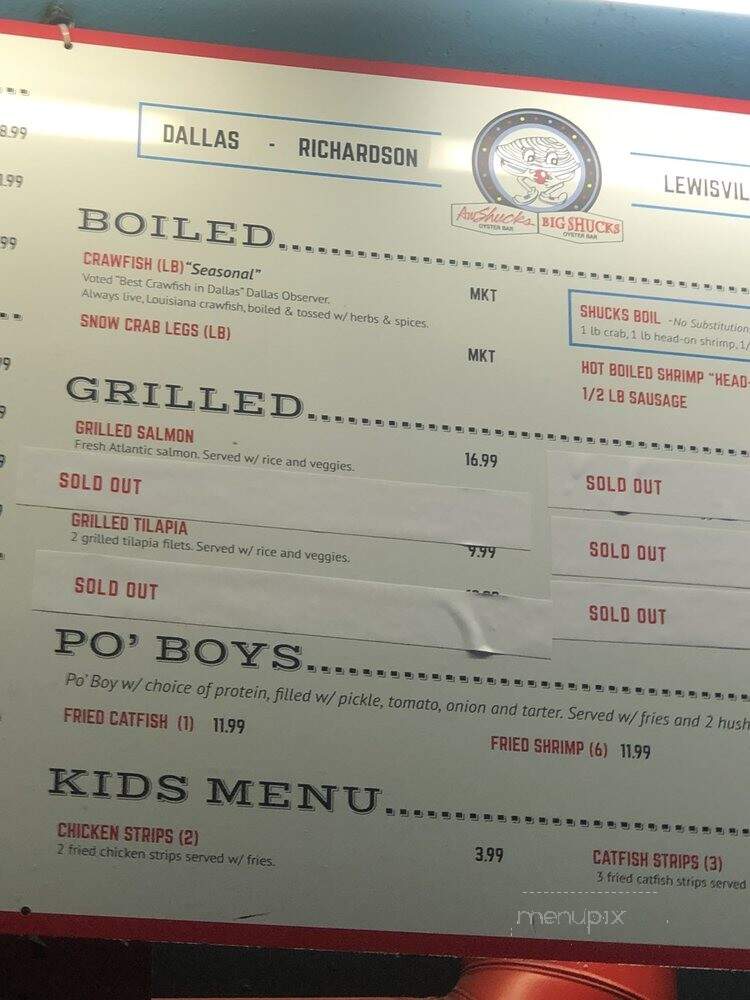 8.99
1.99
99
DALLAS - RICHARDSON
AwShucks
OYSTER BAR
BIG SHUCKS
OYSTER BAR
LEWISVIL
BOILED
CRAWFISH (LB) "Seasonal"
MKT
Voted "Best Crawfish in Dallas" Dallas Observer.
Always live, Louisiana crawfish, boiled & tossed w/ herbs & spices.
SNOW CRAB LEGS (LB)
MKT
SHUCKS BOIL -No Substitution
1 lb crab, 1 lb head-on shrimp, 1/
HOT BOILED SHRIMP "HEAD-
1/2 LB SAUSAGE
GRILLED
GRILLED SALMON
16.99
Fresh Atlantic salmon. Served w/ rice and veggies.
SOLD OUT
GRILLED TILAPIA
9.99
2 grilled tilapia filets. Served w/ rice and veggies.
SOLD OUT
SOLD OUT
SOLD OUT
SOLD OUT
PO' BOYS
Po' Boy w/ choice of protein, filled w/ pickle, tomato, onion and tarter. Served w/ fries and 2 hush
FRIED CATFISH (1) 11.99
FRIED SHRIMP (6) 11.99
KIDS MENU
CHICKEN STRIPS (2)
3.99
2 fried chicken strips served w/ fries.
CATFISH STRIPS (3)
3 fried catfish strips served
menupix